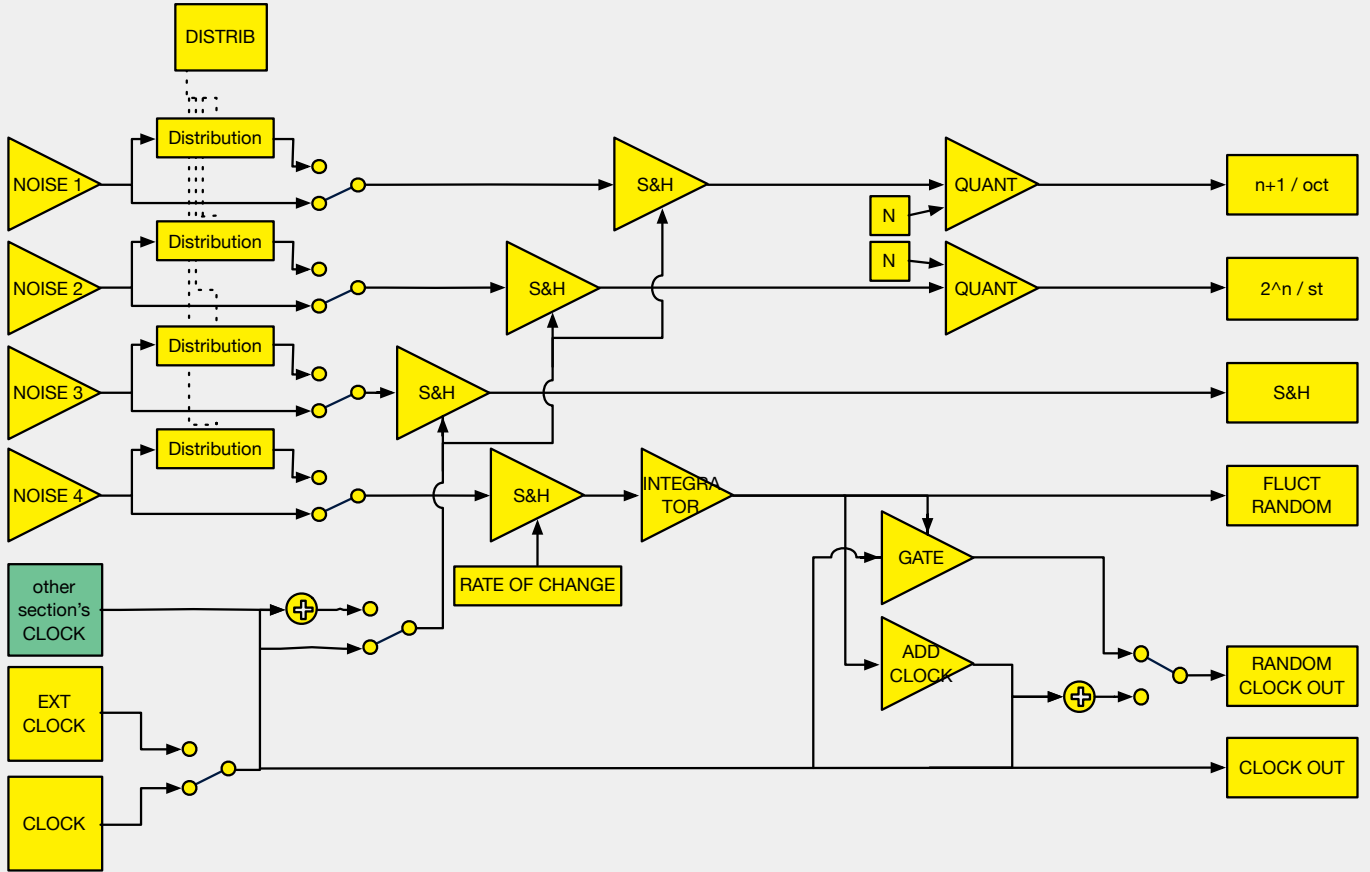 DISTRIB
Distribution
NOISE 1
S&H
QUANT
n+1 / oct
N
Distribution
N
NOISE 2
S&H
QUANT
2^n / st
Distribution
NOISE 3
S&H
S&H
Distribution
NOISE 4
S&H
INTEGRA
TOR
FLUCT
RANDOM
GATE
RATE OF CHANGE
other
section's
CLOCK
ADD
CLOCK
RANDOM
CLOCK OUT
EXT
CLOCK
CLOCK OUT
CLOCK